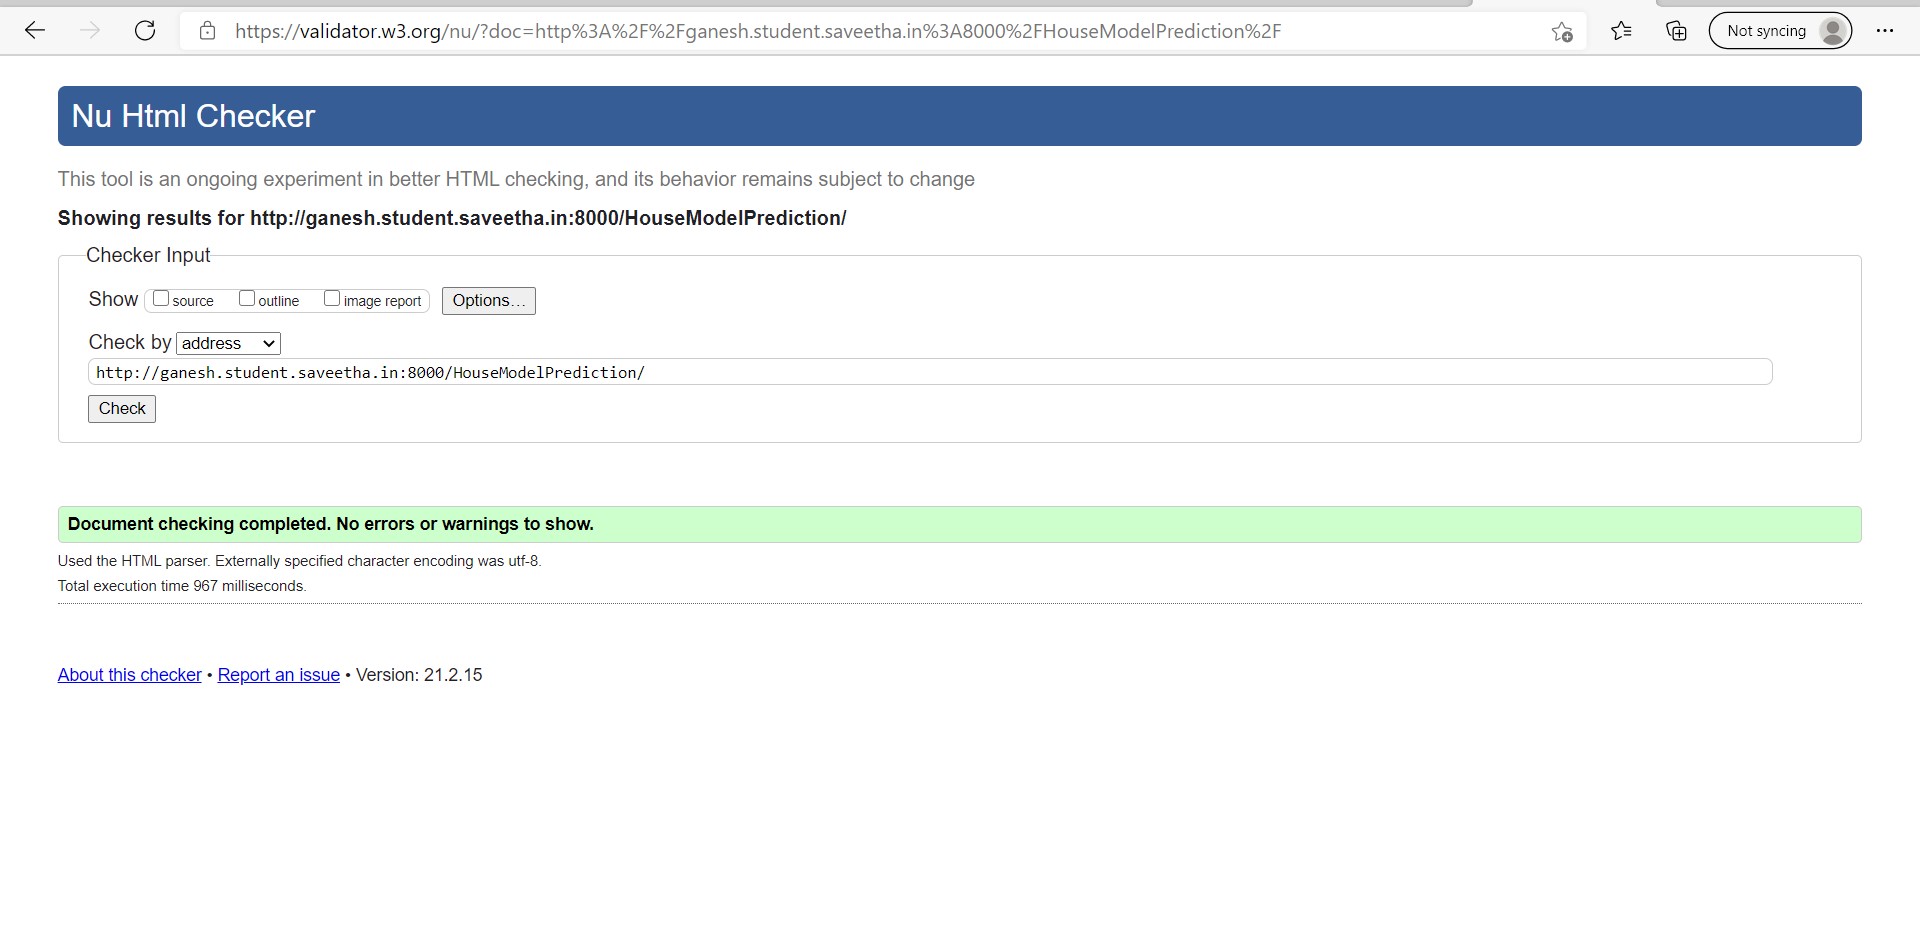 https://validator.w3.org/nu/?doc=http%3A%2F%2Fganesh.student.saveetha.in%3A8000%2FHouseModelPrediction%2F
Not syncing
Nu Html Checker
This tool is an ongoing experiment in better HTML checking, and its behavior remains subject to change
Showing results for http://ganesh.student.saveetha.in:8000/HouseModelPrediction/
Checker Input
Show source outline image report Options...
Check by address
http://ganesh.student.saveetha.in:8000/HouseModelPrediction/
Check
Document checking completed. No errors or warnings to show.
Used the HTML parser. Externally specified character encoding was utf-8.
Total execution time 967 milliseconds.
About this checker • Report an issue • Version: 21.2.15